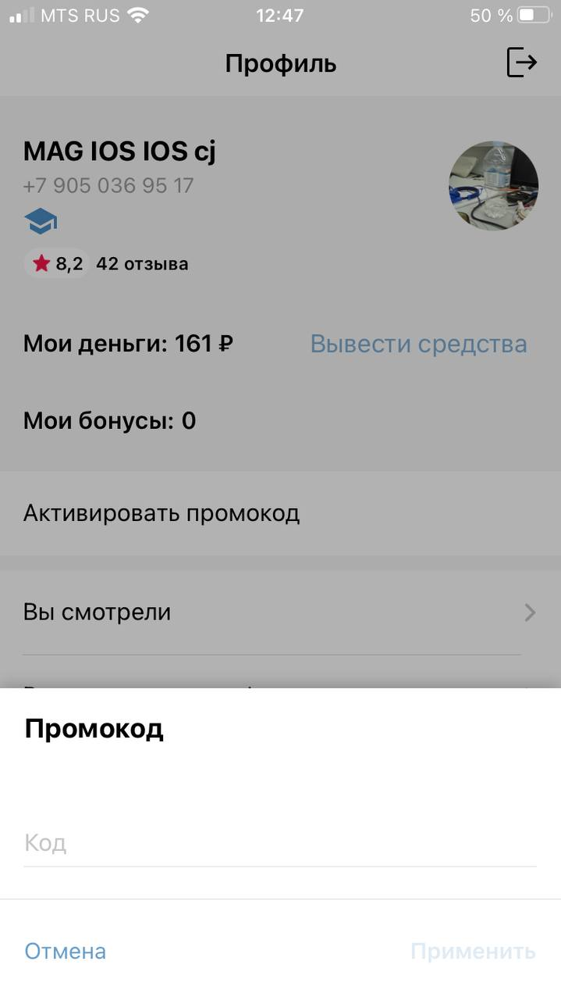 MTS RUS 12:47 50 %
Профиль
MAG IOS IOS cj
+7 905 036 95 17
8,2 42 отзыва
Мои деньги: 161 ₽ Вывести средства
Мои бонусы: 0
Активировать промокод
Вы смотрели
Промокод
Код
Отмена Применить